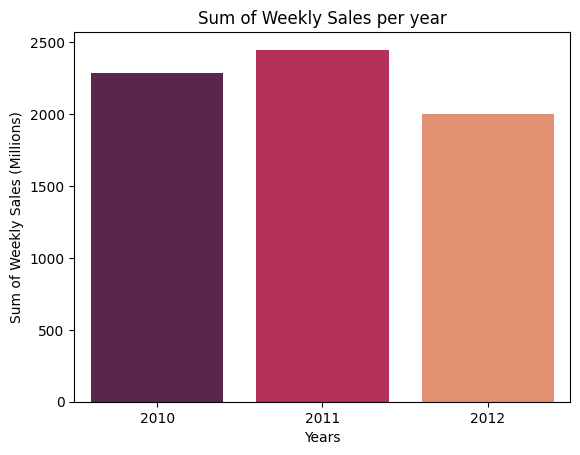 Sum of Weekly Sales per year
Sum of Weekly Sales (Millions)
2500
2000
1500
1000
500
0
2010 2011 2012
Years